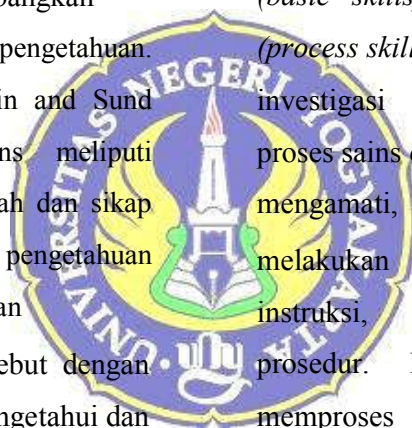 bangkan
pengetahuan.
in and Sund
ns meliputi
ah dan sikap
pengetahuan
an
ebut dengan
ngetahui dan
(basic skills
(process skill
investigasi
proses sains
mengamati,
melakukan
instruksi,
prosedur.
memproses
UNIVERSITAS NEGERI YOGYAKARTA
uny